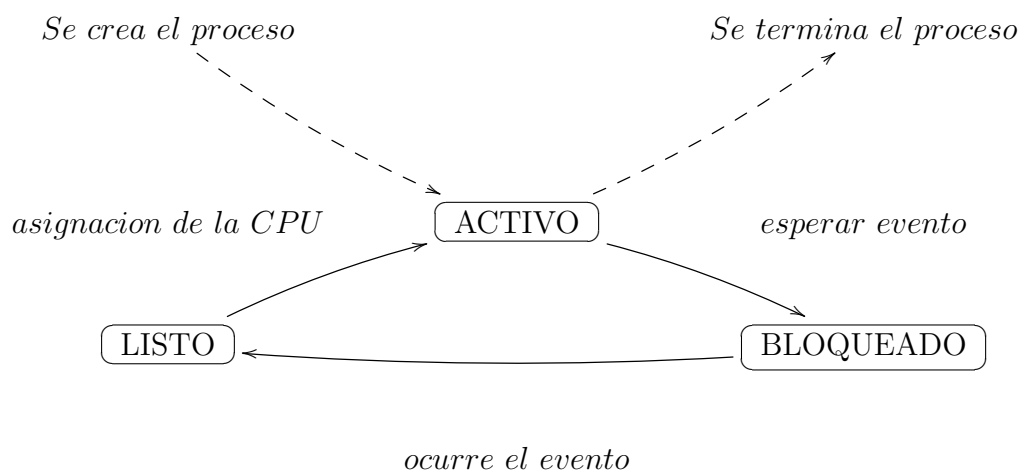 Se crea el proceso
Se termina el proceso
asignacion de la CPU
ACTIVO
esperar evento
LISTO
BLOQUEADO
ocurre el evento